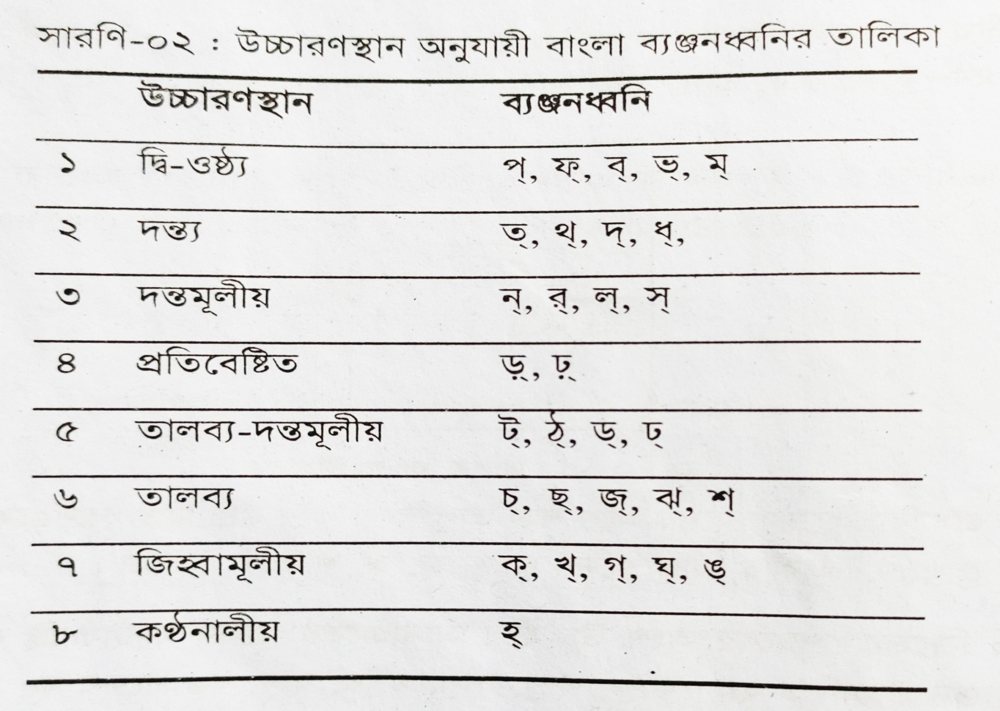 সারণি-০২ : উচ্চারণস্থান অনুযায়ী বাংলা ব্যঞ্জনধ্বনির তালিকা
উচ্চারণস্থান ব্যঞ্জনধ্বনি
১ দ্বি-ওষ্ঠ্য প্, ফ্, ব্, ভ্, ম্
২ দন্ত্য ত্, থ্, দ্, ধ্,
৩ দন্তমূলীয় ন্, র্, ল্, স্
৪ প্রতিবেষ্টিত ড়্, ঢ়্
৫ তালব্য-দন্তমূলীয় ট্, ঠ্, ড্, ঢ্
৬ তালব্য চ্, ছ্, জ্, ঝ্, শ্
৭ জিহ্বামূলীয় ক্, খ্, গ্, ঘ্, ঙ্
৮ কণ্ঠনালীয় হ্